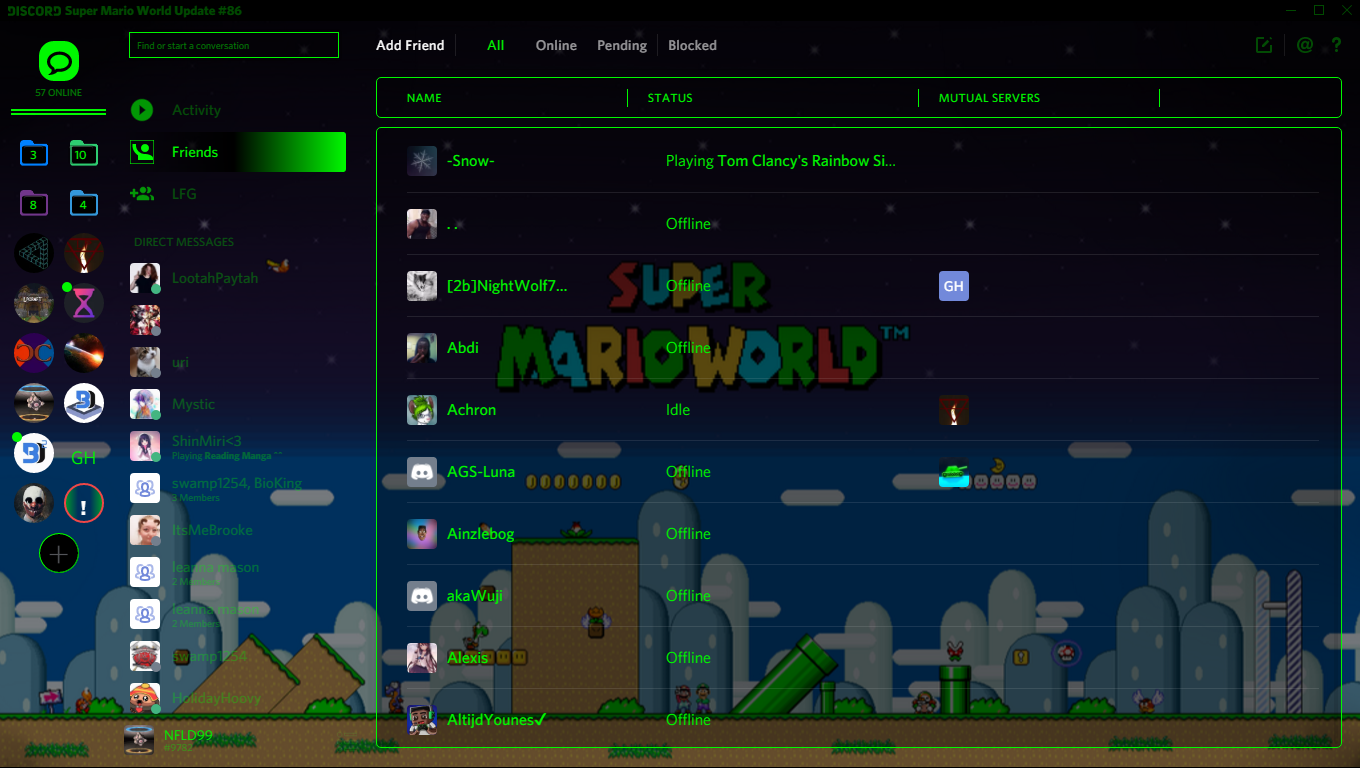 DISCORD Super Mario World Update #86
57 ONLINE
3
10
8
4
GH
!
Find or start a conversation
Activity
Friends
LFG
DIRECT MESSAGES
LootahPaytah
uri
Mystic
ShinMiri<3
Playing Reading Manga ^^
swamp1254, BioKing
3 Members
ItsMeBrooke
leanna mason
2 Members
leanna mason
2 Members
swamp1254
HolidayHoovy
NFLD99
#9782
Add Friend
All
Online
Pending
Blocked
@
?
NAME
STATUS
MUTUAL SERVERS
-Snow-
Playing Tom Clancy's Rainbow Si...
. .
Offline
[2b]NightWolf7...
Offline
GH
Abdi
Offline
Achron
Idle
AGS-Luna
Offline
Ainzlebog
Offline
akaWuji
Offline
Alexis
Offline
AltijdYounes✓
Offline
SUPER
MARIO WORLD™